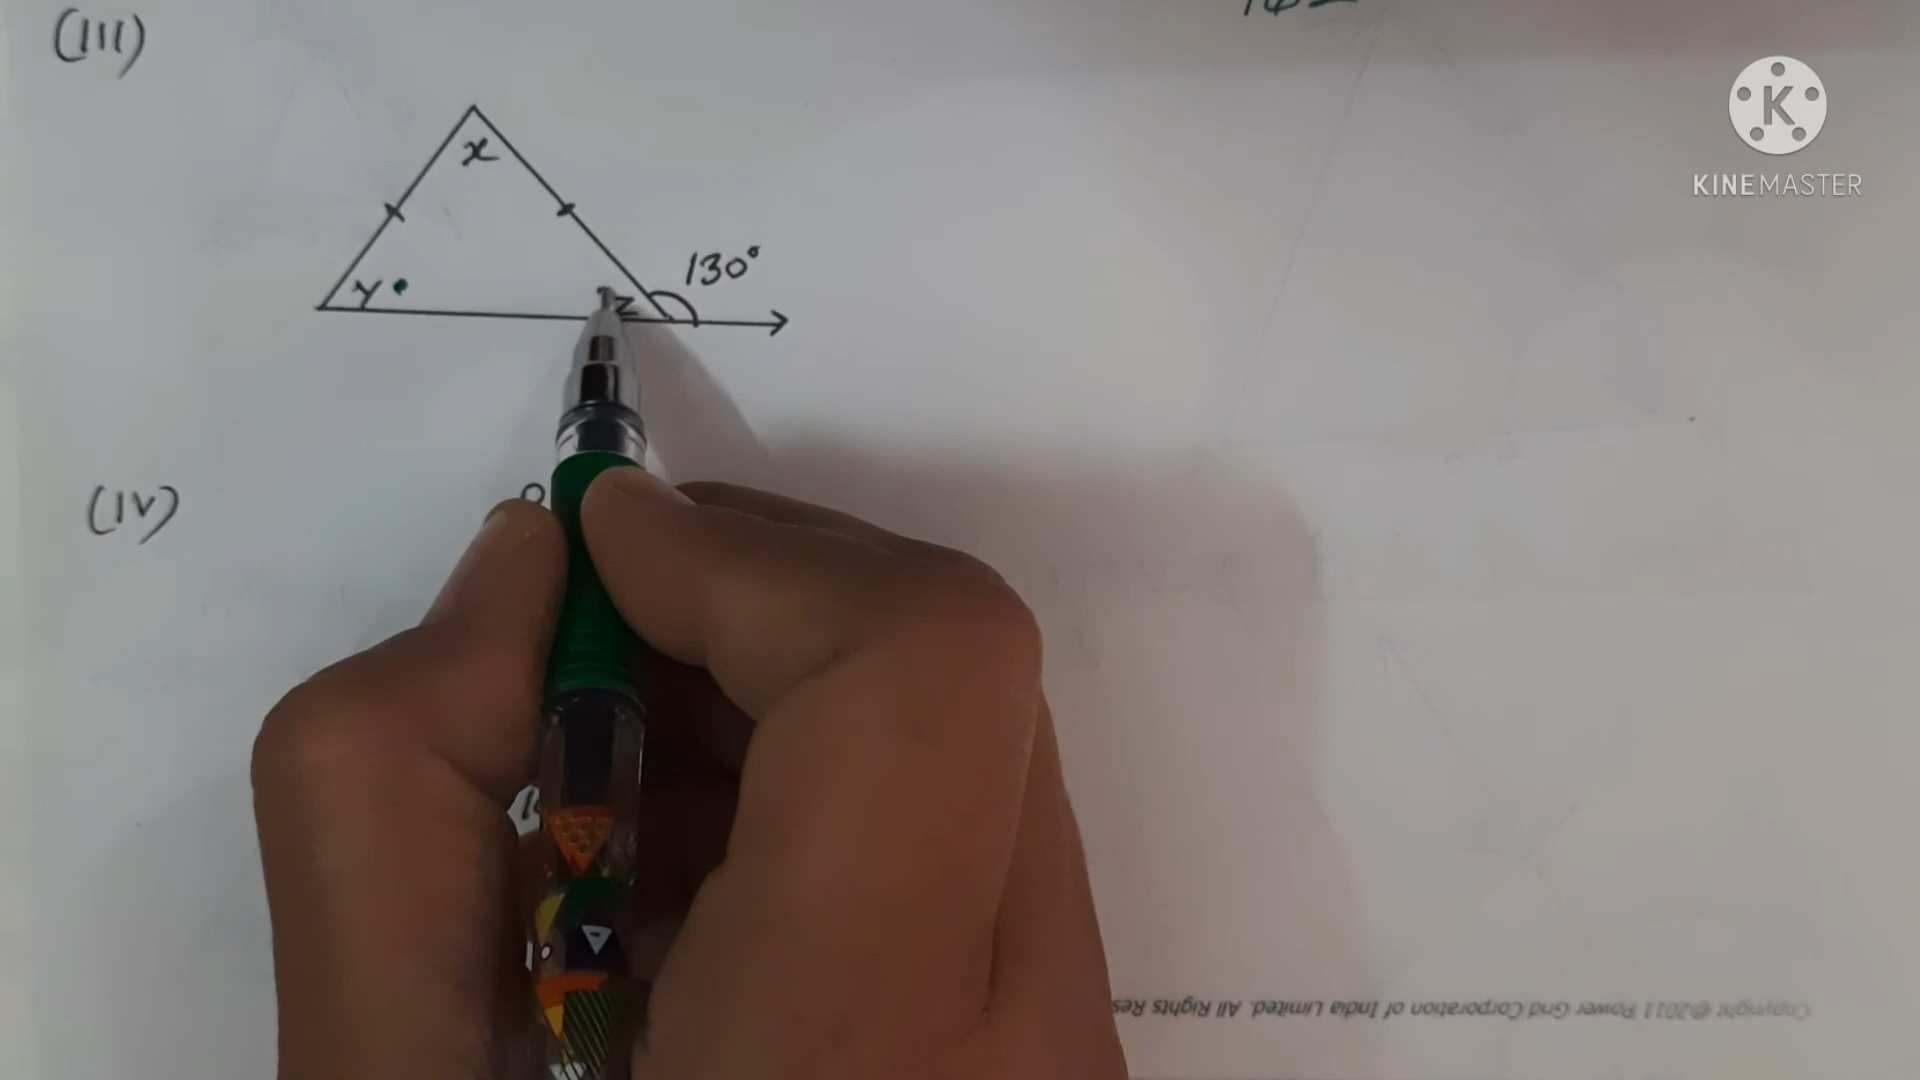 (III)
K
KINEMASTER
x
130°
y
z
(IV)
Copyright @2011 Power Grid Corporation of India Limited. All Rights Res